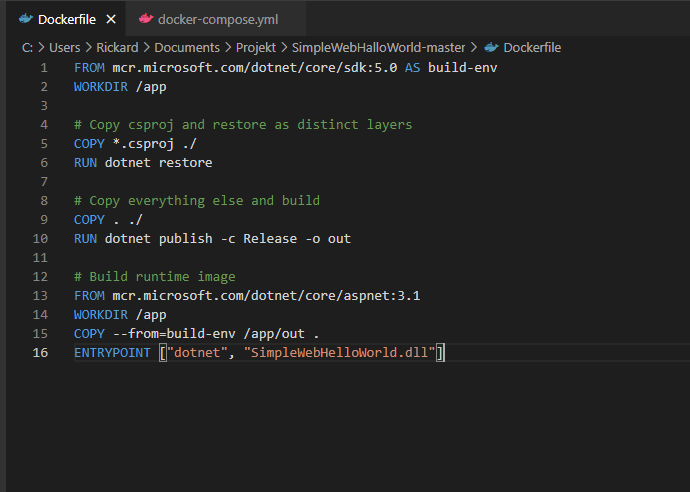 Dockerfile × docker-compose.yml
C: > Users > Rickard > Documents > Projekt > SimpleWebHalloWorld-master > Dockerfile
1 FROM mcr.microsoft.com/dotnet/core/sdk:5.0 AS build-env
2 WORKDIR /app
3
4 # Copy csproj and restore as distinct layers
5 COPY *.csproj ./
6 RUN dotnet restore
7
8 # Copy everything else and build
9 COPY . ./
10 RUN dotnet publish -c Release -o out
11
12 # Build runtime image
13 FROM mcr.microsoft.com/dotnet/core/aspnet:3.1
14 WORKDIR /app
15 COPY --from=build-env /app/out .
16 ENTRYPOINT ["dotnet", "SimpleWebHelloWorld.dll"]